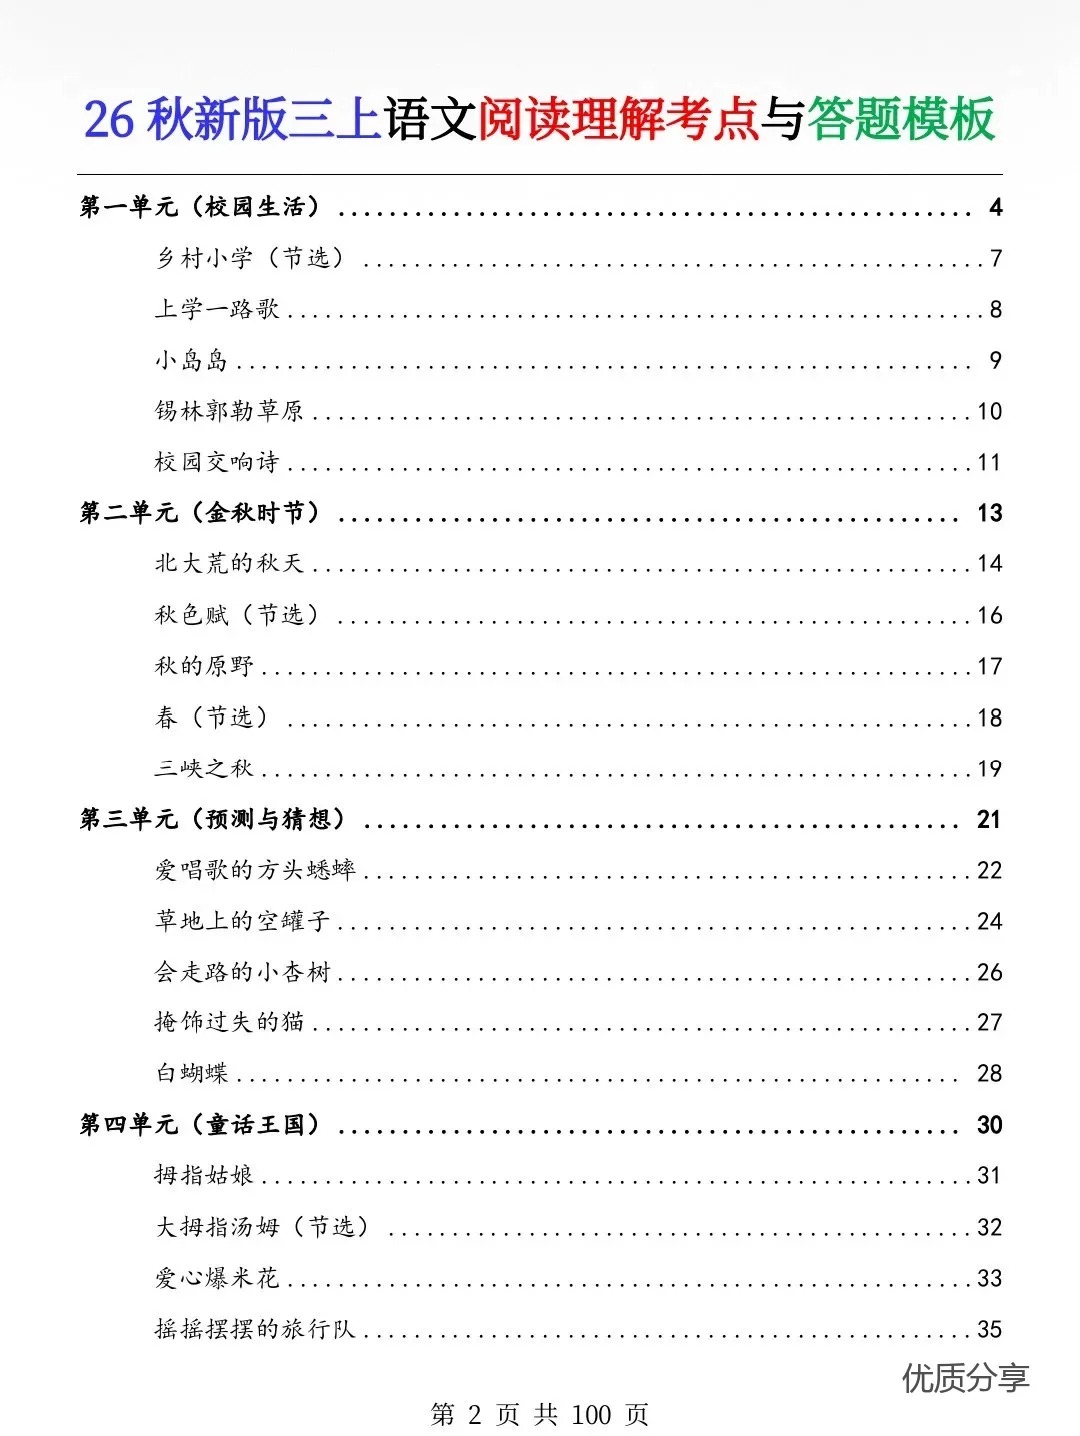 26 秋新版三上语文阅读理解考点与答题模板
第一单元（校园生活）.................................................. 4
乡村小学（节选）.................................................7
上学一路歌.......................................................8
小岛岛.......................................................... 9
锡林郭勒草原....................................................10
校园交响诗......................................................11
第二单元（金秋时节）................................................. 13
北大荒的秋天....................................................14
秋色赋（节选）..................................................16
秋的原野........................................................17
春（节选）......................................................18
三峡之秋........................................................19
第三单元（预测与猜想）............................................... 21
爱唱歌的方头蟋蟀................................................22
草地上的空罐子..................................................24
会走路的小杏树..................................................26
掩饰过失的猫....................................................27
白蝴蝶......................................................... 28
第四单元（童话王国）................................................. 30
拇指姑娘........................................................31
大拇指汤姆（节选）..............................................32
爱心爆米花......................................................33
摇摇摆摆的旅行队................................................35
优质分享
第 2 页 共 100 页